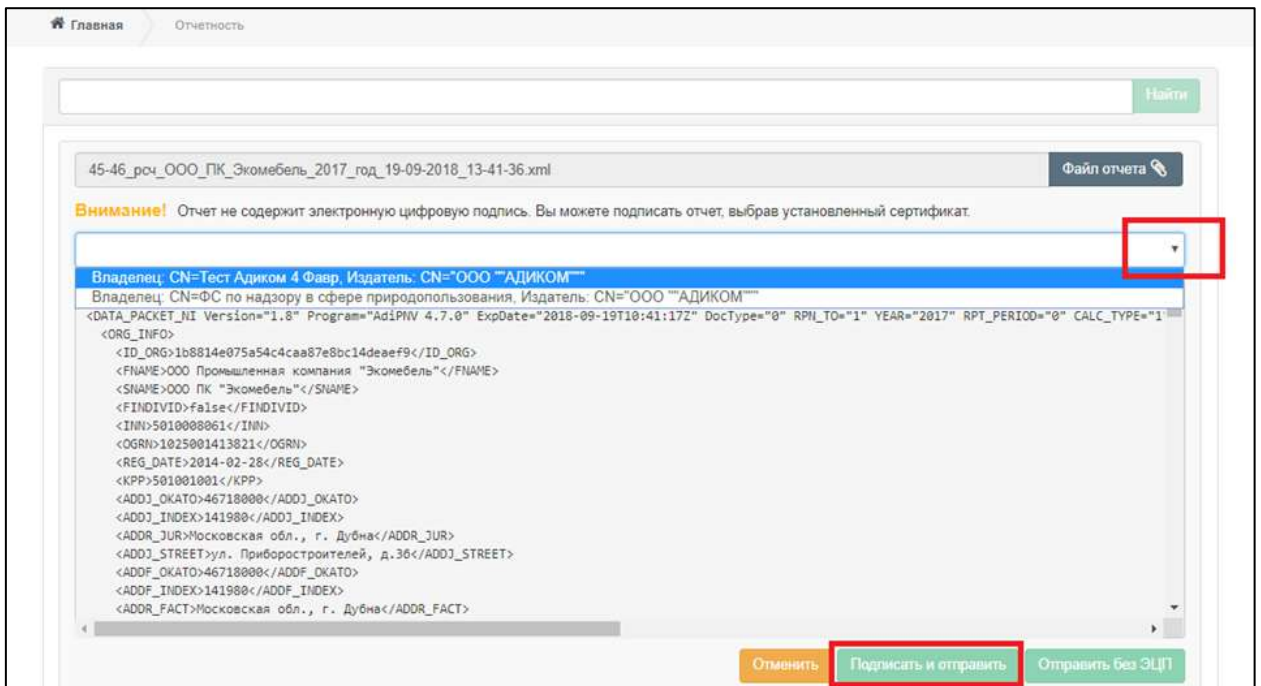 Главная Отчетность
Найти
45-46_рсч_ООО_ПК_Экомебель_2017_год_19-09-2018_13-41-36.xml Файл отчета
Внимание! Отчет не содержит электронную цифровую подпись. Вы можете подписать отчет, выбрав установленный сертификат.
Владелец: CN=Тест Адиком 4 Фавр, Издатель: CN="ООО ""АДИКОМ"""
Владелец: CN=ФС по надзору в сфере природопользования, Издатель: CN="ООО ""АДИКОМ"""
<DATA_PACKET_NI Version="1.8" Program="AdiPNV 4.7.0" ExpDate="2018-09-19T10:41:17Z" DocType="0" RPN_TO="1" YEAR="2017" RPT_PERIOD="0" CALC_TYPE="1"
<ORG_INFO>
<ID_ORG>1b8814e075a54c4caa87e8bc14deaef9</ID_ORG>
<FNAME>ООО Промышленная компания "Экомебель"</FNAME>
<SNAME>ООО ПК "Экомебель"</SNAME>
<FINDIVID>false</FINDIVID>
<INN>5010008061</INN>
<OGRN>1025001413821</OGRN>
<REG_DATE>2014-02-28</REG_DATE>
<KPP>501001001</KPP>
<ADDJ_OKATO>46718000</ADDJ_OKATO>
<ADDJ_INDEX>141980</ADDJ_INDEX>
<ADDR_JUR>Московская обл., г. Дубна</ADDR_JUR>
<ADDJ_STREET>ул. Приборостроителей, д.3б</ADDJ_STREET>
<ADDF_OKATO>46718000</ADDF_OKATO>
<ADDF_INDEX>141980</ADDF_INDEX>
<ADDR_FACT>Московская обл., г. Дубна</ADDR_FACT>
Отменить Подписать и отправить Отправить без ЭЦП